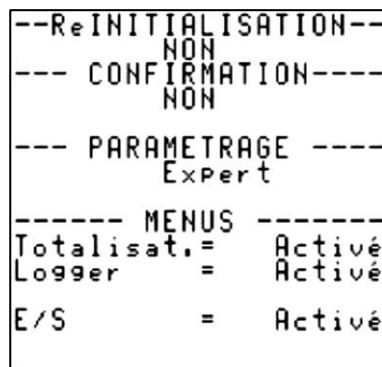 --ReINITIALISATION--
NON
--- CONFIRMATION----
NON
--- PARAMETRAGE ----
Expert
------ MENUS -------
Totalisat.= Activé
Logger = Activé
E/S = Activé